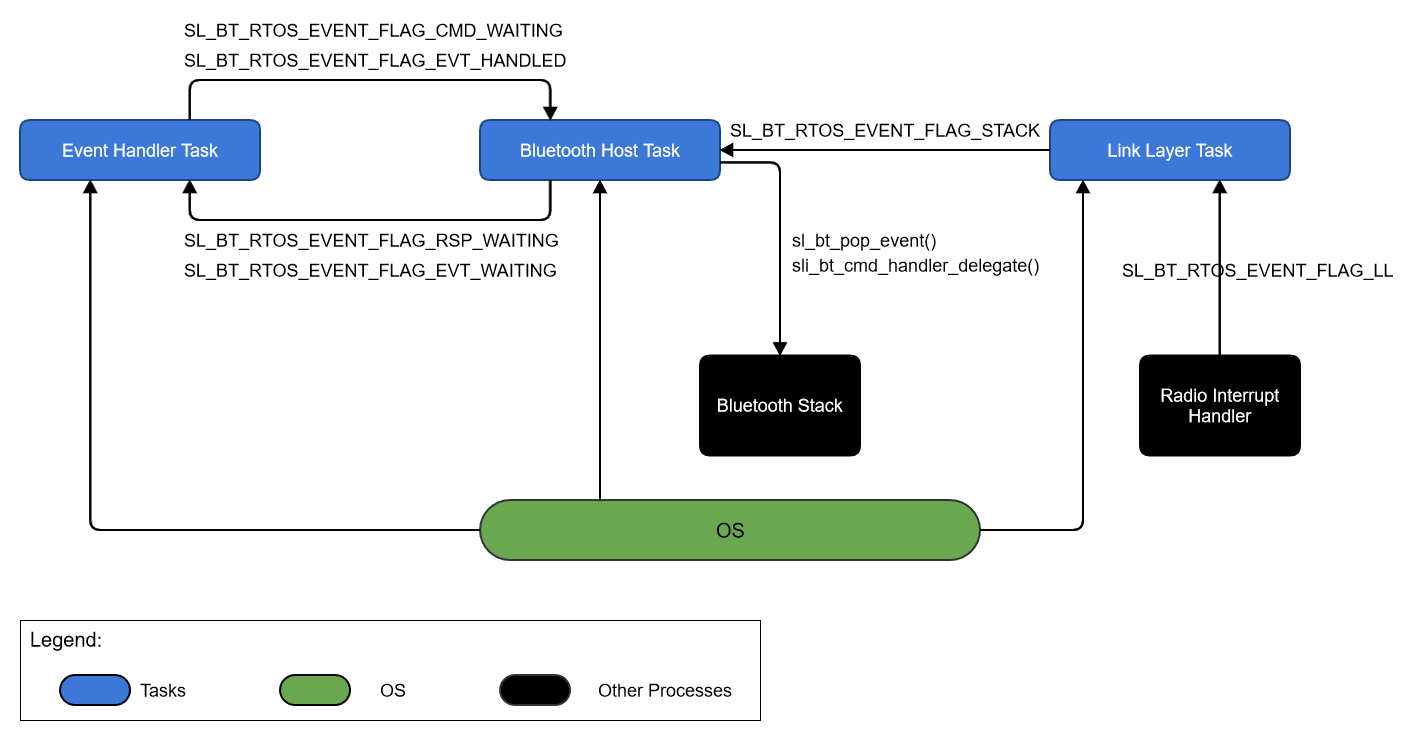 SL_BT_RTOS_EVENT_FLAG_CMD_WAITING
SL_BT_RTOS_EVENT_FLAG_EVT_HANDLED
Event Handler Task
Bluetooth Host Task
SL_BT_RTOS_EVENT_FLAG_STACK
Link Layer Task
SL_BT_RTOS_EVENT_FLAG_RSP_WAITING
SL_BT_RTOS_EVENT_FLAG_EVT_WAITING
sl_bt_pop_event()
sli_bt_cmd_handler_delegate()
SL_BT_RTOS_EVENT_FLAG_LL
Bluetooth Stack
Radio Interrupt
Handler
OS
Legend:
Tasks
OS
Other Processes